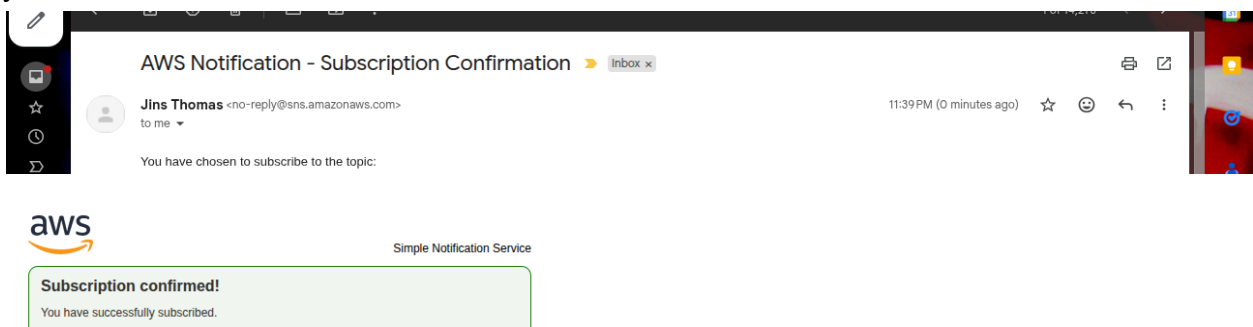 AWS Notification - Subscription Confirmation Inbox x
Jins Thomas <no-reply@sns.amazonaws.com> 11:39 PM (0 minutes ago)
to me
You have chosen to subscribe to the topic:
aws
Simple Notification Service
Subscription confirmed!
You have successfully subscribed.